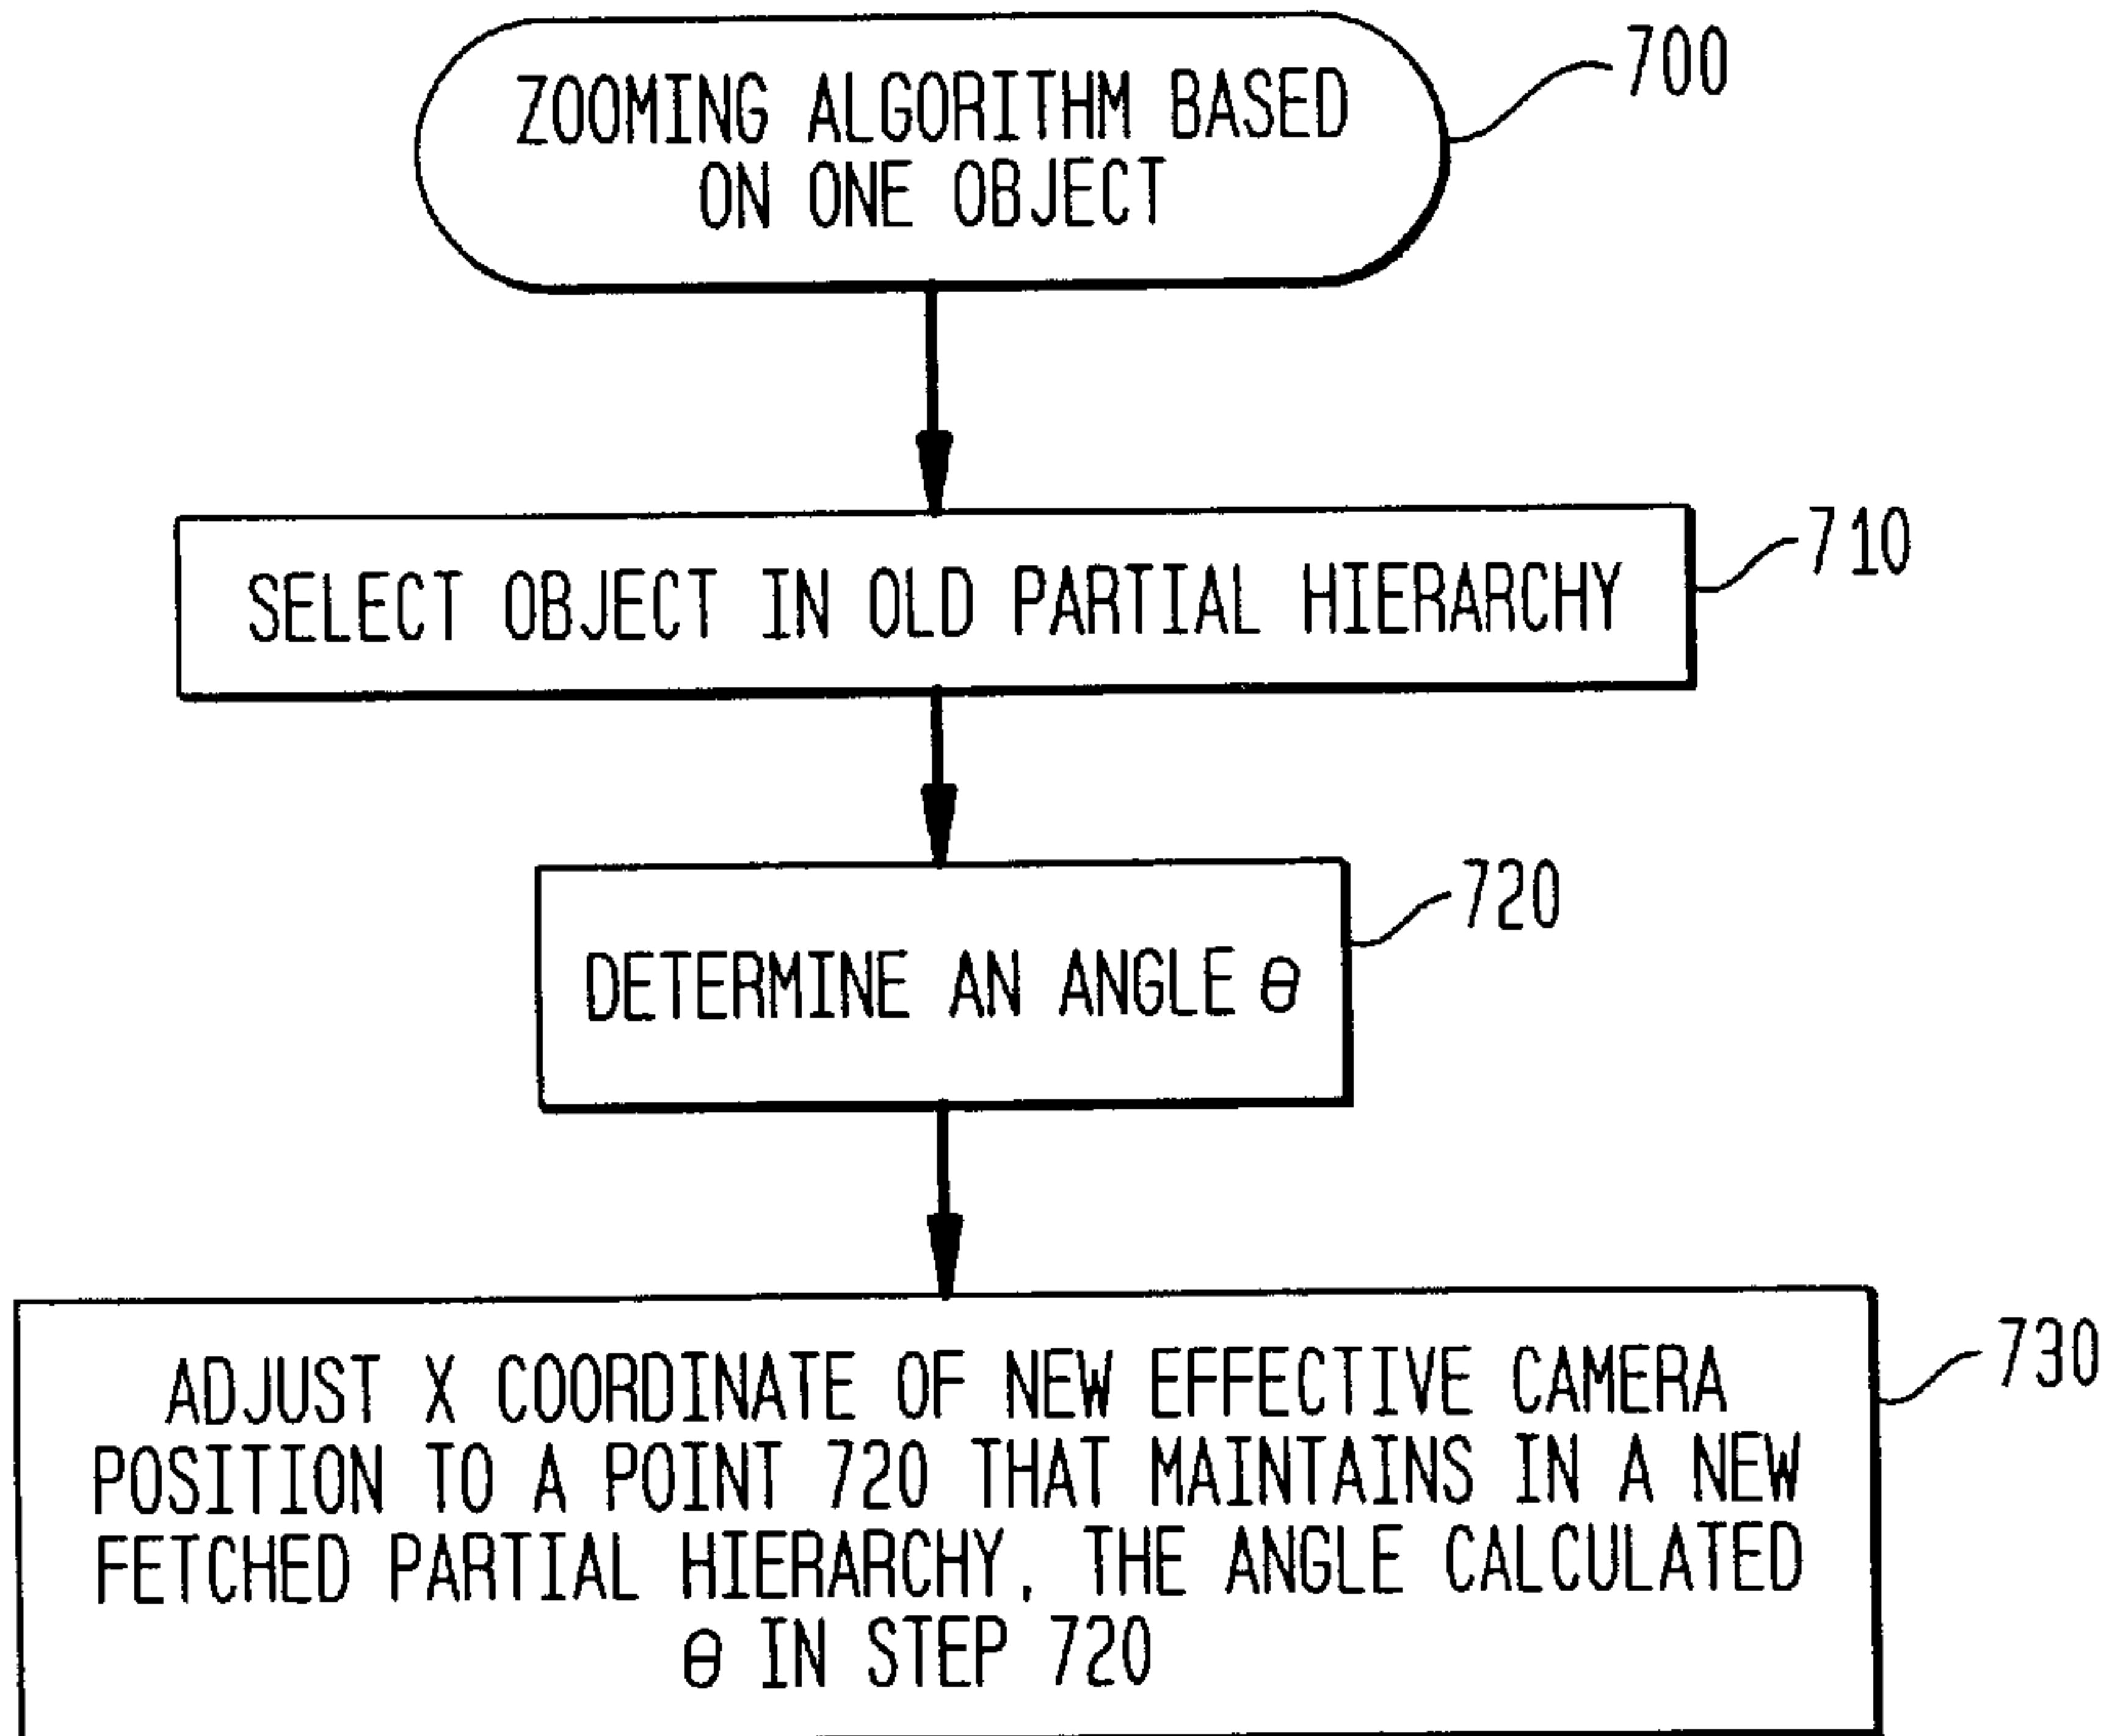 ZOOMING ALGORITHM BASED
ON ONE OBJECT
700
SELECT OBJECT IN OLD PARTIAL HIERARCHY
710
DETERMINE AN ANGLE θ
720
ADJUST X COORDINATE OF NEW EFFECTIVE CAMERA
POSITION TO A POINT 720 THAT MAINTAINS IN A NEW
FETCHED PARTIAL HIERARCHY, THE ANGLE CALCULATED
θ IN STEP 720
730